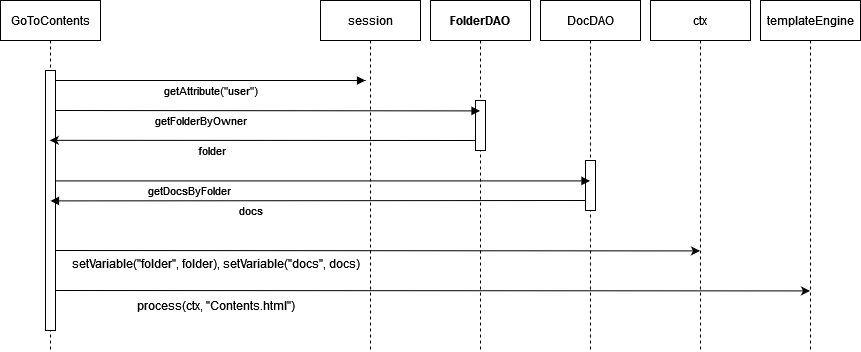 GoToContents
session
FolderDAO
DocDAO
ctx
templateEngine
getAttribute("user")
getFolderByOwner
folder
getDocsByFolder
docs
setVariable("folder", folder), setVariable("docs", docs)
process(ctx, "Contents.html")